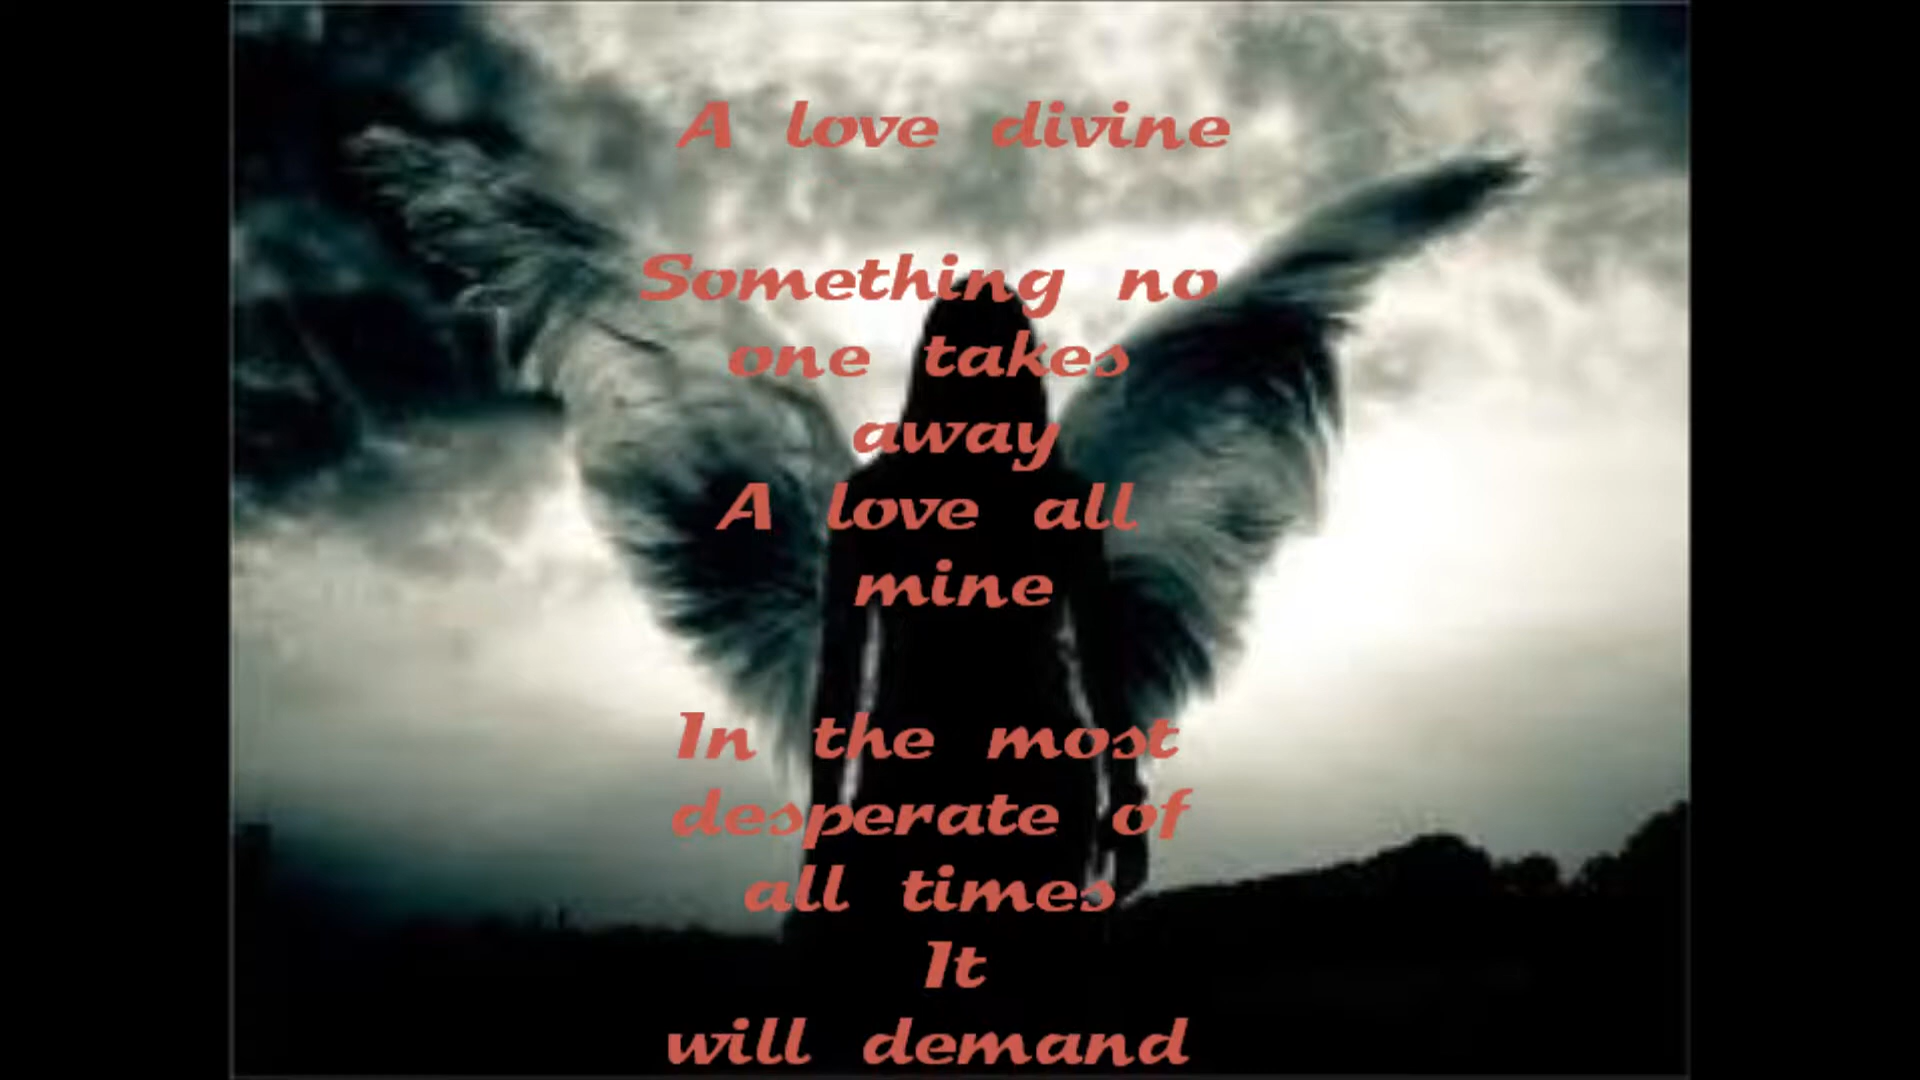 A love divine
Something no
one takes
away
A love all
mine
In the most
desperate of
all times
It
will demand